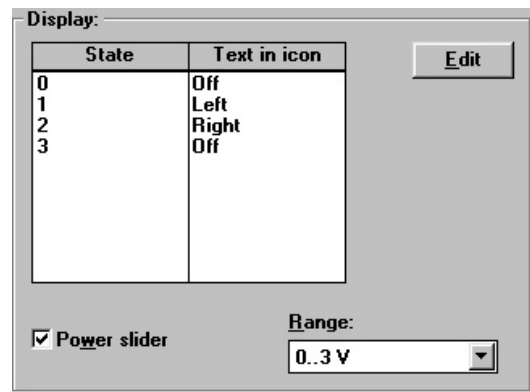 Display:
State Text in icon
Edit
0 Off
1 Left
2 Right
3 Off
Range:
Power slider
0..3 V